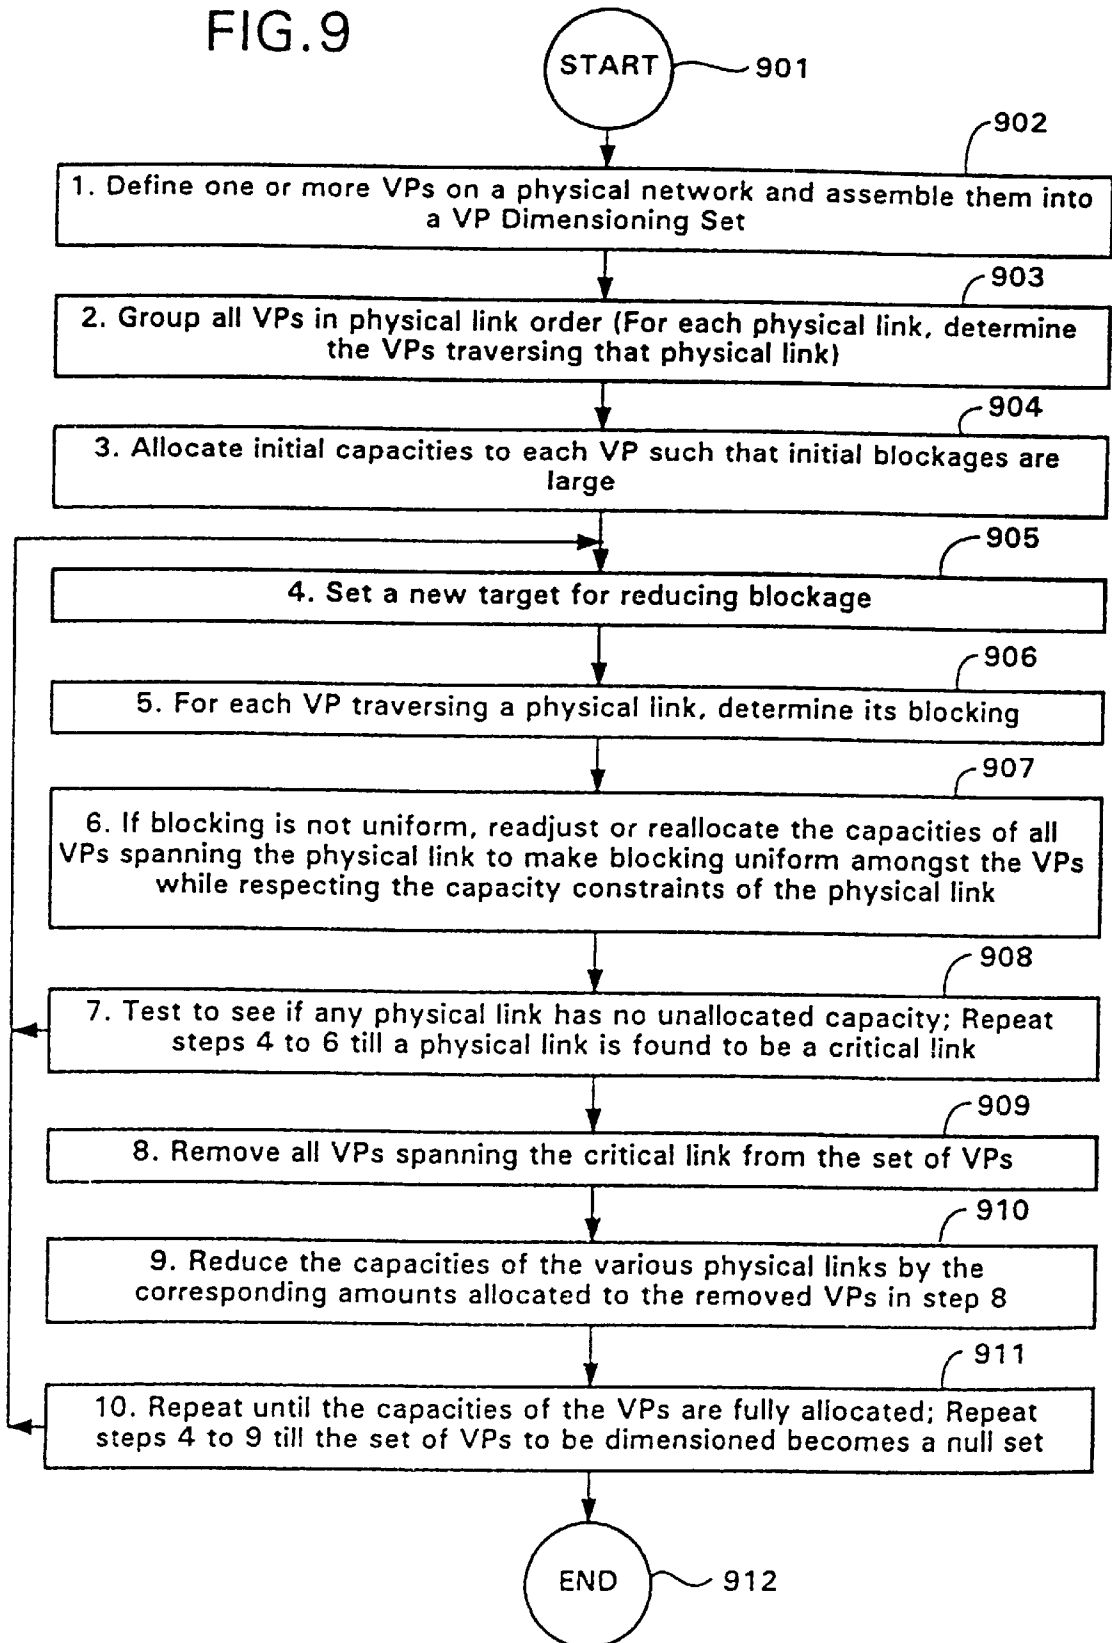 FIG.9
START
901
902
1. Define one or more VPs on a physical network and assemble them into
a VP Dimensioning Set
903
2. Group all VPs in physical link order (For each physical link, determine
the VPs traversing that physical link)
904
3. Allocate initial capacities to each VP such that initial blockages are
large
905
4. Set a new target for reducing blockage
906
5. For each VP traversing a physical link, determine its blocking
907
6. If blocking is not uniform, readjust or reallocate the capacities of all
VPs spanning the physical link to make blocking uniform amongst the VPs
while respecting the capacity constraints of the physical link
908
7. Test to see if any physical link has no unallocated capacity; Repeat
steps 4 to 6 till a physical link is found to be a critical link
909
8. Remove all VPs spanning the critical link from the set of VPs
910
9. Reduce the capacities of the various physical links by the
corresponding amounts allocated to the removed VPs in step 8
911
10. Repeat until the capacities of the VPs are fully allocated; Repeat
steps 4 to 9 till the set of VPs to be dimensioned becomes a null set
END
912